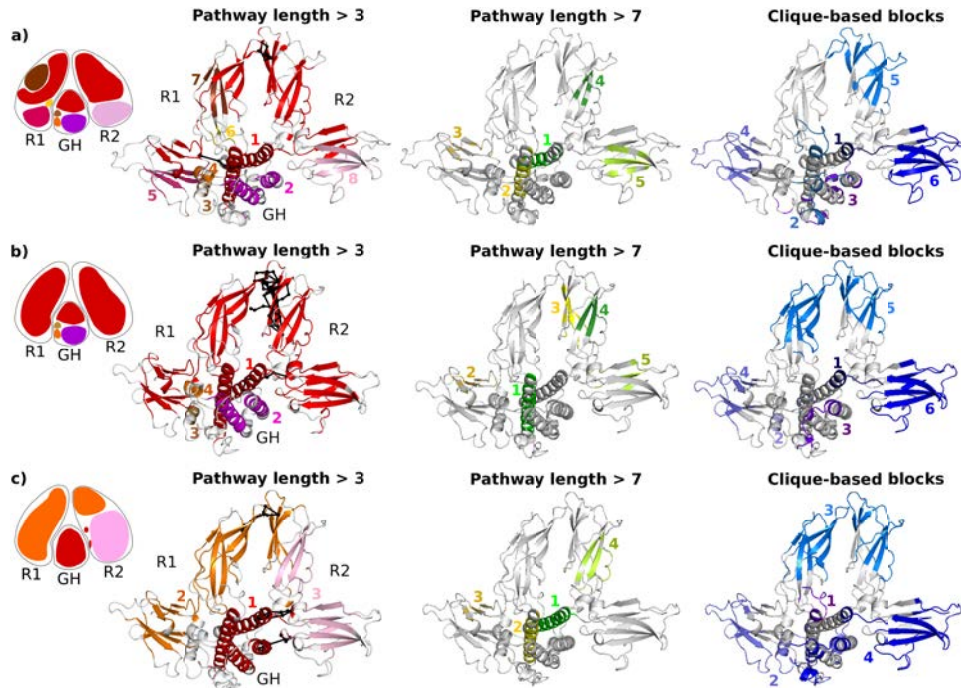 Pathway length > 3 Pathway length > 7 Clique-based blocks
a)
7 R1 R2 4 5
6 1 3 1 4 1
R1 GH R2
5 3 2 8 2 5 2 3 6
GH
Pathway length > 3 Pathway length > 7 Clique-based blocks
b)
R1 R2 3 4 5
1 5 1
R1 GH R2
4 3 2 2 1 4 2 3 6
GH
Pathway length > 3 Pathway length > 7 Clique-based blocks
c)
R1 R2 4 3
R1 GH R2
2 1 3 3 2 1 1
GH 2 4